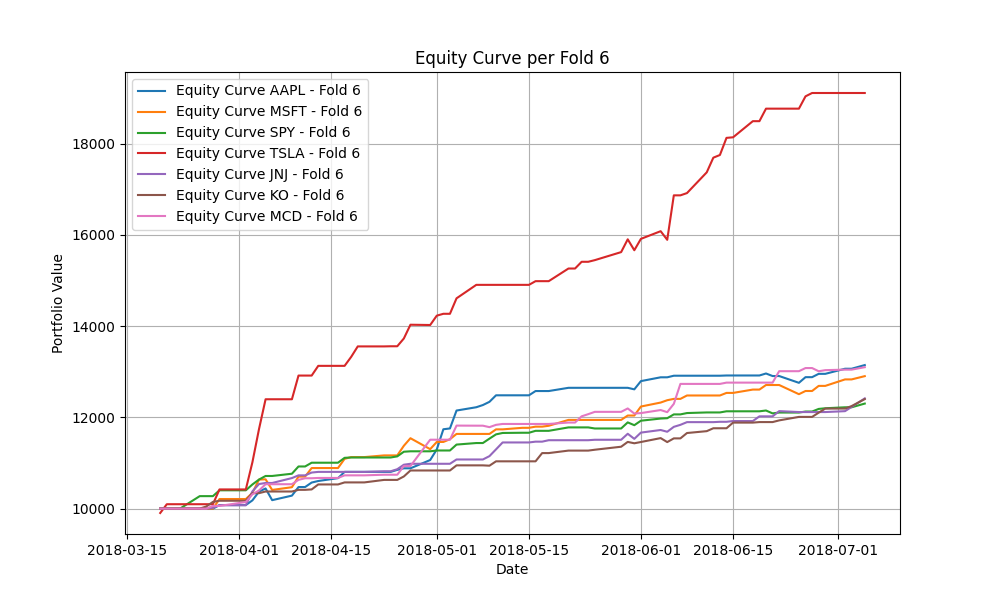 Equity Curve per Fold 6
Equity Curve AAPL - Fold 6
Equity Curve MSFT - Fold 6
Equity Curve SPY - Fold 6
Equity Curve TSLA - Fold 6
Equity Curve JNJ - Fold 6
Equity Curve KO - Fold 6
Equity Curve MCD - Fold 6
Portfolio Value
18000
16000
14000
12000
10000
2018-03-15 2018-04-01 2018-04-15 2018-05-01 2018-05-15 2018-06-01 2018-06-15 2018-07-01
Date